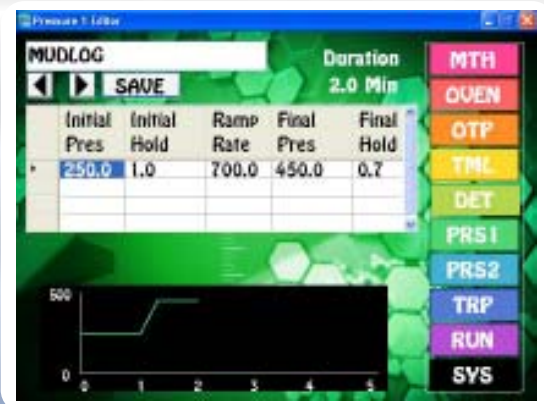 Pressure 1 Editor
MUDLOG
Duration
2.0 Min
SAVE
Initial Pres Initial Hold Ramp Rate Final Pres Final Hold
250.0 1.0 700.0 450.0 0.7
MTH
OVEN
OTP
TML
DET
PRS1
PRS2
TRP
RUN
SYS
500
0
0 1 2 3 4 5